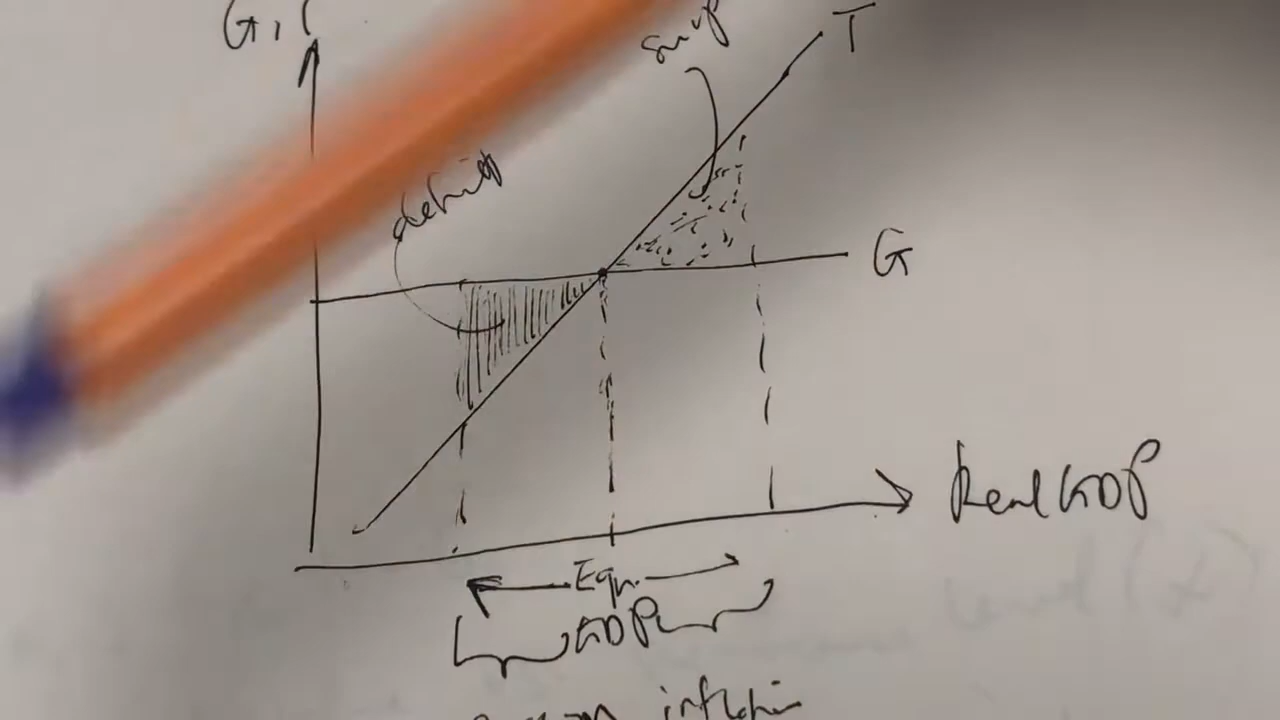 G, T
surp
T
deficit
G
Real GDP
Eqm.
GDP
inflation